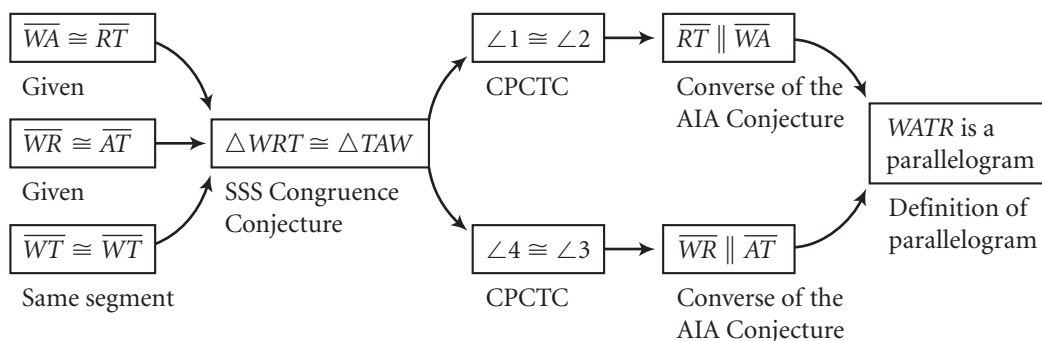 WA ≅ RT
Given
WR ≅ AT
Given
WT ≅ WT
Same segment
△WRT ≅ △TAW
SSS Congruence
Conjecture
∠1 ≅ ∠2
CPCTC
∠4 ≅ ∠3
CPCTC
RT ∥ WA
Converse of the
AIA Conjecture
WR ∥ AT
Converse of the
AIA Conjecture
WATR is a
parallelogram
Definition of
parallelogram